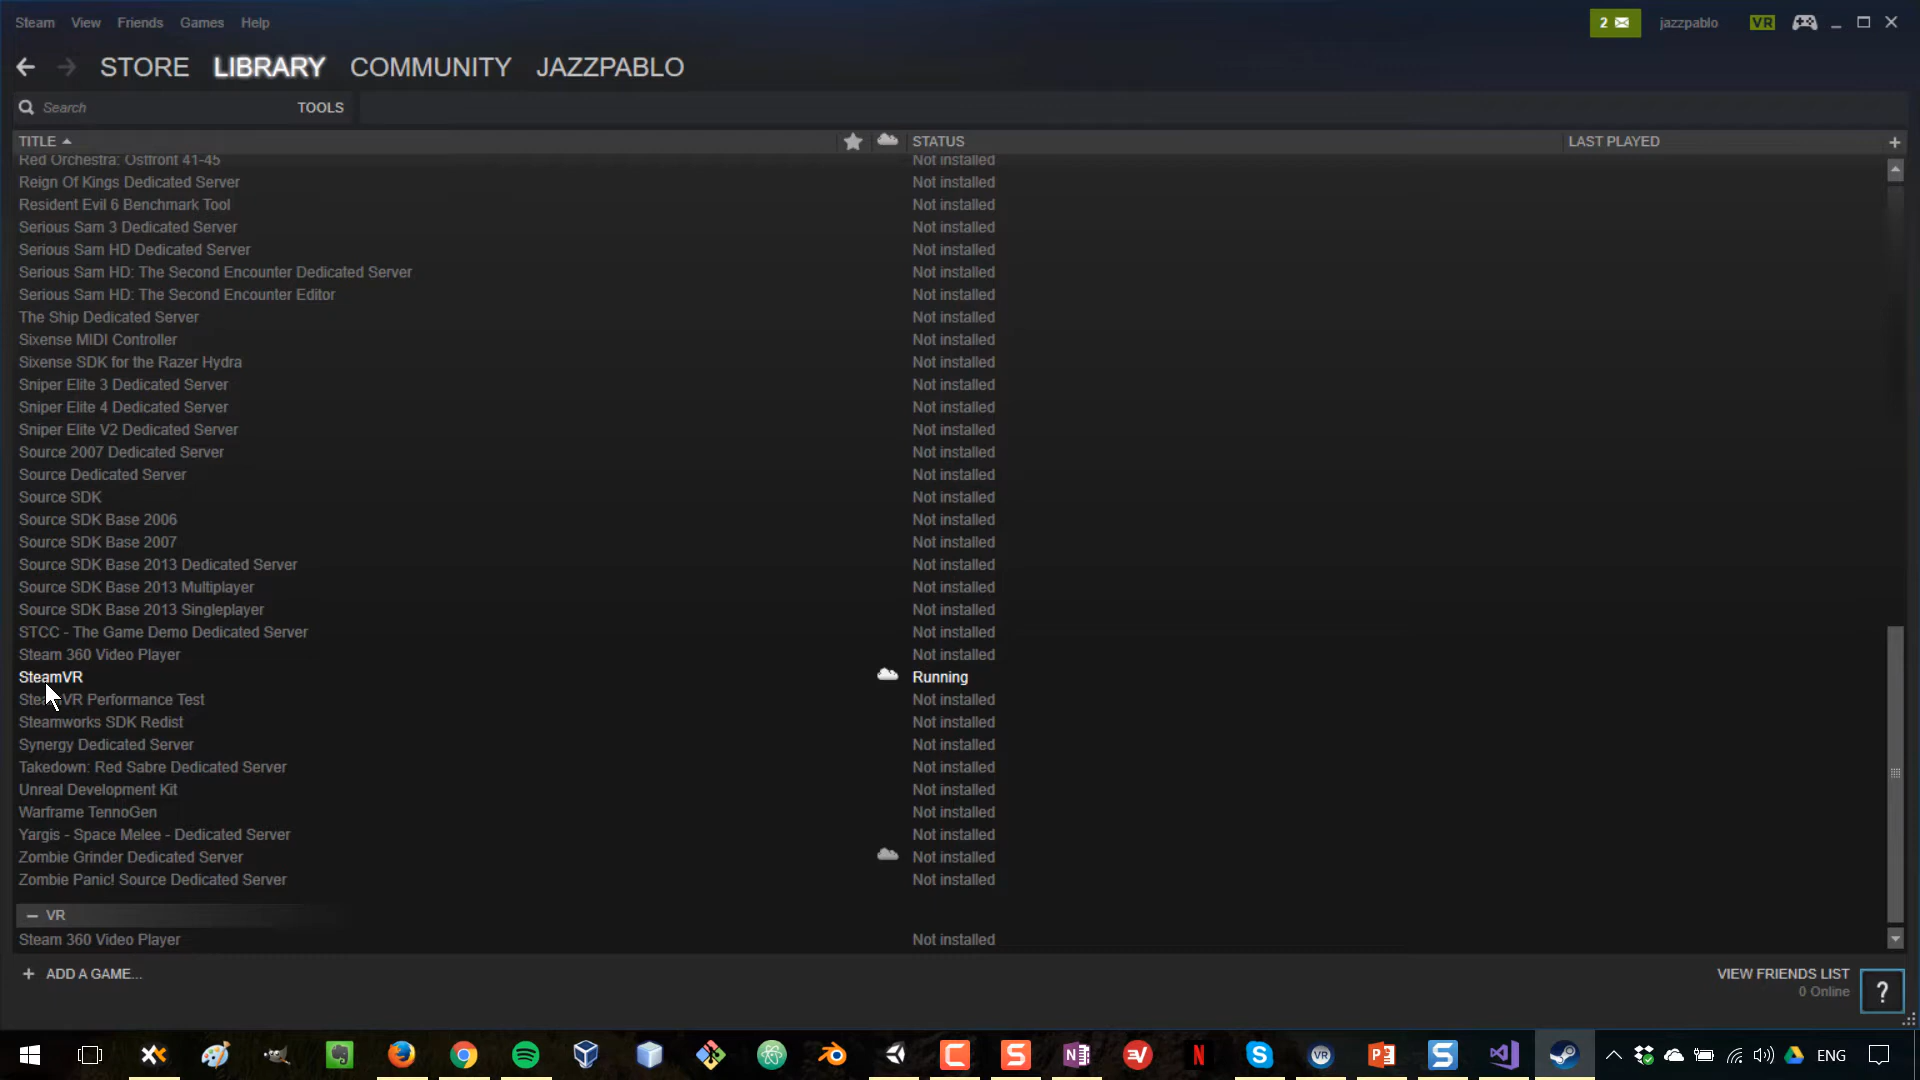 Steam View Friends Games Help 2 jazzpablo VR
STORE LIBRARY COMMUNITY JAZZPABLO
Search TOOLS
TITLE STATUS LAST PLAYED +
Red Orchestra: Ostfront 41-45 Not installed
Reign Of Kings Dedicated Server Not installed
Resident Evil 6 Benchmark Tool Not installed
Serious Sam 3 Dedicated Server Not installed
Serious Sam HD Dedicated Server Not installed
Serious Sam HD: The Second Encounter Dedicated Server Not installed
Serious Sam HD: The Second Encounter Editor Not installed
The Ship Dedicated Server Not installed
Sixense MIDI Controller Not installed
Sixense SDK for the Razer Hydra Not installed
Sniper Elite 3 Dedicated Server Not installed
Sniper Elite 4 Dedicated Server Not installed
Sniper Elite V2 Dedicated Server Not installed
Source 2007 Dedicated Server Not installed
Source Dedicated Server Not installed
Source SDK Not installed
Source SDK Base 2006 Not installed
Source SDK Base 2007 Not installed
Source SDK Base 2013 Dedicated Server Not installed
Source SDK Base 2013 Multiplayer Not installed
Source SDK Base 2013 Singleplayer Not installed
STCC - The Game Demo Dedicated Server Not installed
Steam 360 Video Player Not installed
SteamVR Running
SteamVR Performance Test Not installed
Steamworks SDK Redist Not installed
Synergy Dedicated Server Not installed
Takedown: Red Sabre Dedicated Server Not installed
Unreal Development Kit Not installed
Warframe TennoGen Not installed
Yargis - Space Melee - Dedicated Server Not installed
Zombie Grinder Dedicated Server Not installed
Zombie Panic! Source Dedicated Server Not installed
– VR
Steam 360 Video Player Not installed
+ ADD A GAME... VIEW FRIENDS LIST
0 Online ?
ENG